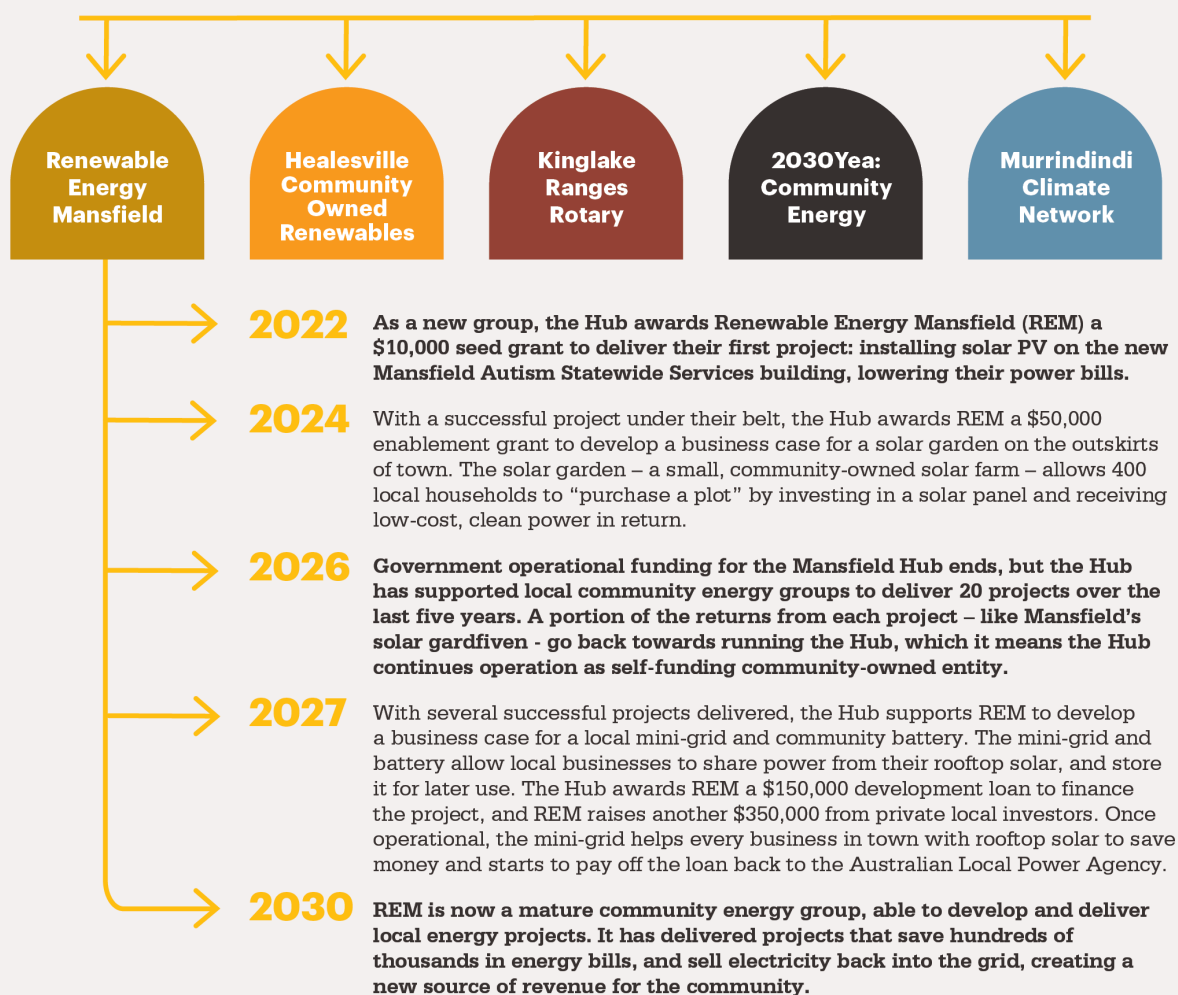 Renewable
Energy
Mansfield
Healesville
Community
Owned
Renewables
Kinglake
Ranges
Rotary
2030Yea:
Community
Energy
Murrindindi
Climate
Network
2022
As a new group, the Hub awards Renewable Energy Mansfield (REM) a
$10,000 seed grant to deliver their first project: installing solar PV on the new
Mansfield Autism Statewide Services building, lowering their power bills.
2024
With a successful project under their belt, the Hub awards REM a $50,000
enablement grant to develop a business case for a solar garden on the outskirts
of town. The solar garden – a small, community-owned solar farm – allows 400
local households to “purchase a plot” by investing in a solar panel and receiving
low-cost, clean power in return.
2026
Government operational funding for the Mansfield Hub ends, but the Hub
has supported local community energy groups to deliver 20 projects over the
last five years. A portion of the returns from each project – like Mansfield’s
solar gardfiven - go back towards running the Hub, which it means the Hub
continues operation as self-funding community-owned entity.
2027
With several successful projects delivered, the Hub supports REM to develop
a business case for a local mini-grid and community battery. The mini-grid and
battery allow local businesses to share power from their rooftop solar, and store
it for later use. The Hub awards REM a $150,000 development loan to finance
the project, and REM raises another $350,000 from private local investors. Once
operational, the mini-grid helps every business in town with rooftop solar to save
money and starts to pay off the loan back to the Australian Local Power Agency.
2030
REM is now a mature community energy group, able to develop and deliver
local energy projects. It has delivered projects that save hundreds of
thousands in energy bills, and sell electricity back into the grid, creating a
new source of revenue for the community.